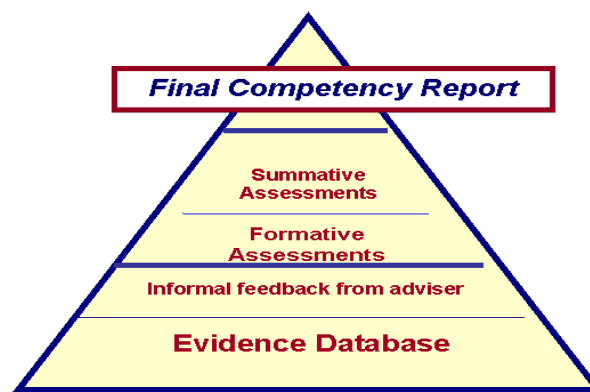 Final Competency Report
Summative
Assessments
Formative
Assessments
Informal feedback from adviser
Evidence Database